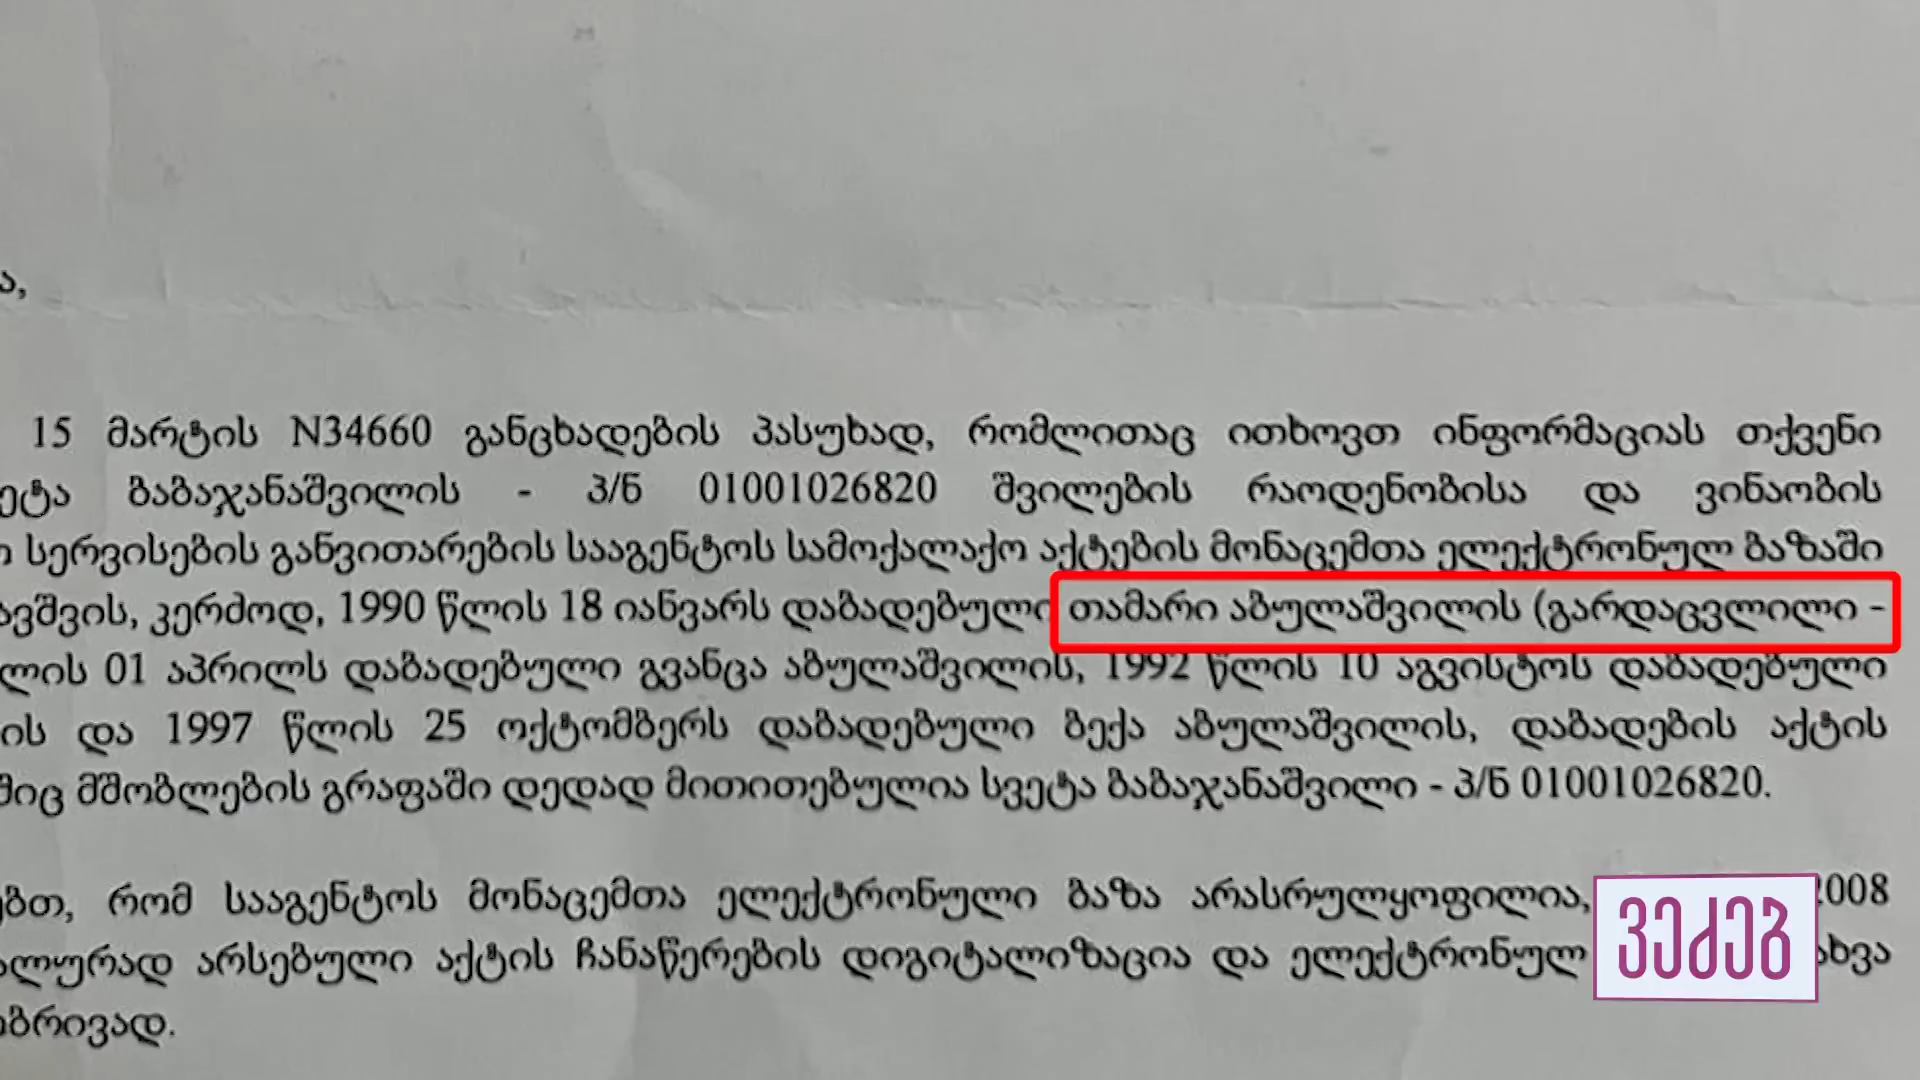 ა,
15 მარტის N34660 განცხადების პასუხად, რომლითაც ითხოვთ ინფორმაციას თქვენი
ეტა ბაბაჯანაშვილის - პ/ნ 01001026820 შვილების რაოდენობისა და ვინაობის
ო სერვისების განვითარების სააგენტოს სამოქალაქო აქტების მონაცემთა ელექტრონულ ბაზაში
ავშვის, კერძოდ, 1990 წლის 18 იანვარს დაბადებული თამარი აბულაშვილის (გარდაცვლილი -
ლის 01 აპრილს დაბადებული გვანცა აბულაშვილის, 1992 წლის 10 აგვისტოს დაბადებული
ის და 1997 წლის 25 ოქტომბერს დაბადებული ბექა აბულაშვილის, დაბადების აქტის
შიც მშობლების გრაფაში დედად მითითებულია სვეტა ბაბაჯანაშვილი - პ/ნ 01001026820.
ებთ, რომ სააგენტოს მონაცემთა ელექტრონული ბაზა არასრულყოფილია, 2008
ალურად არსებული აქტის ჩანაწერების დიგიტალიზაცია და ელექტრონულ ახვა
ებრივად.
ვეძებ